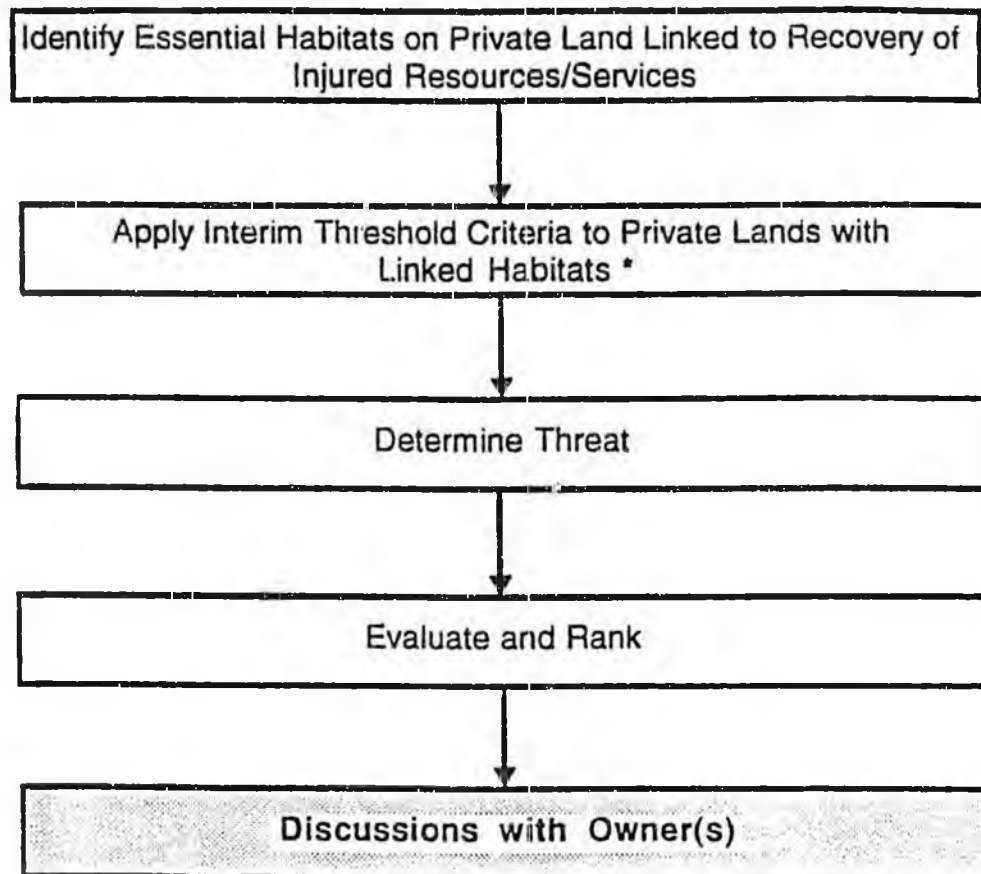 Identify Essential Habitats on Private Land Linked to Recovery of
Injured Resources/Services
Apply Interim Threshold Criteria to Private Lands with
Linked Habitats *
Determine Threat
Evaluate and Rank
Discussions with Owner(s)